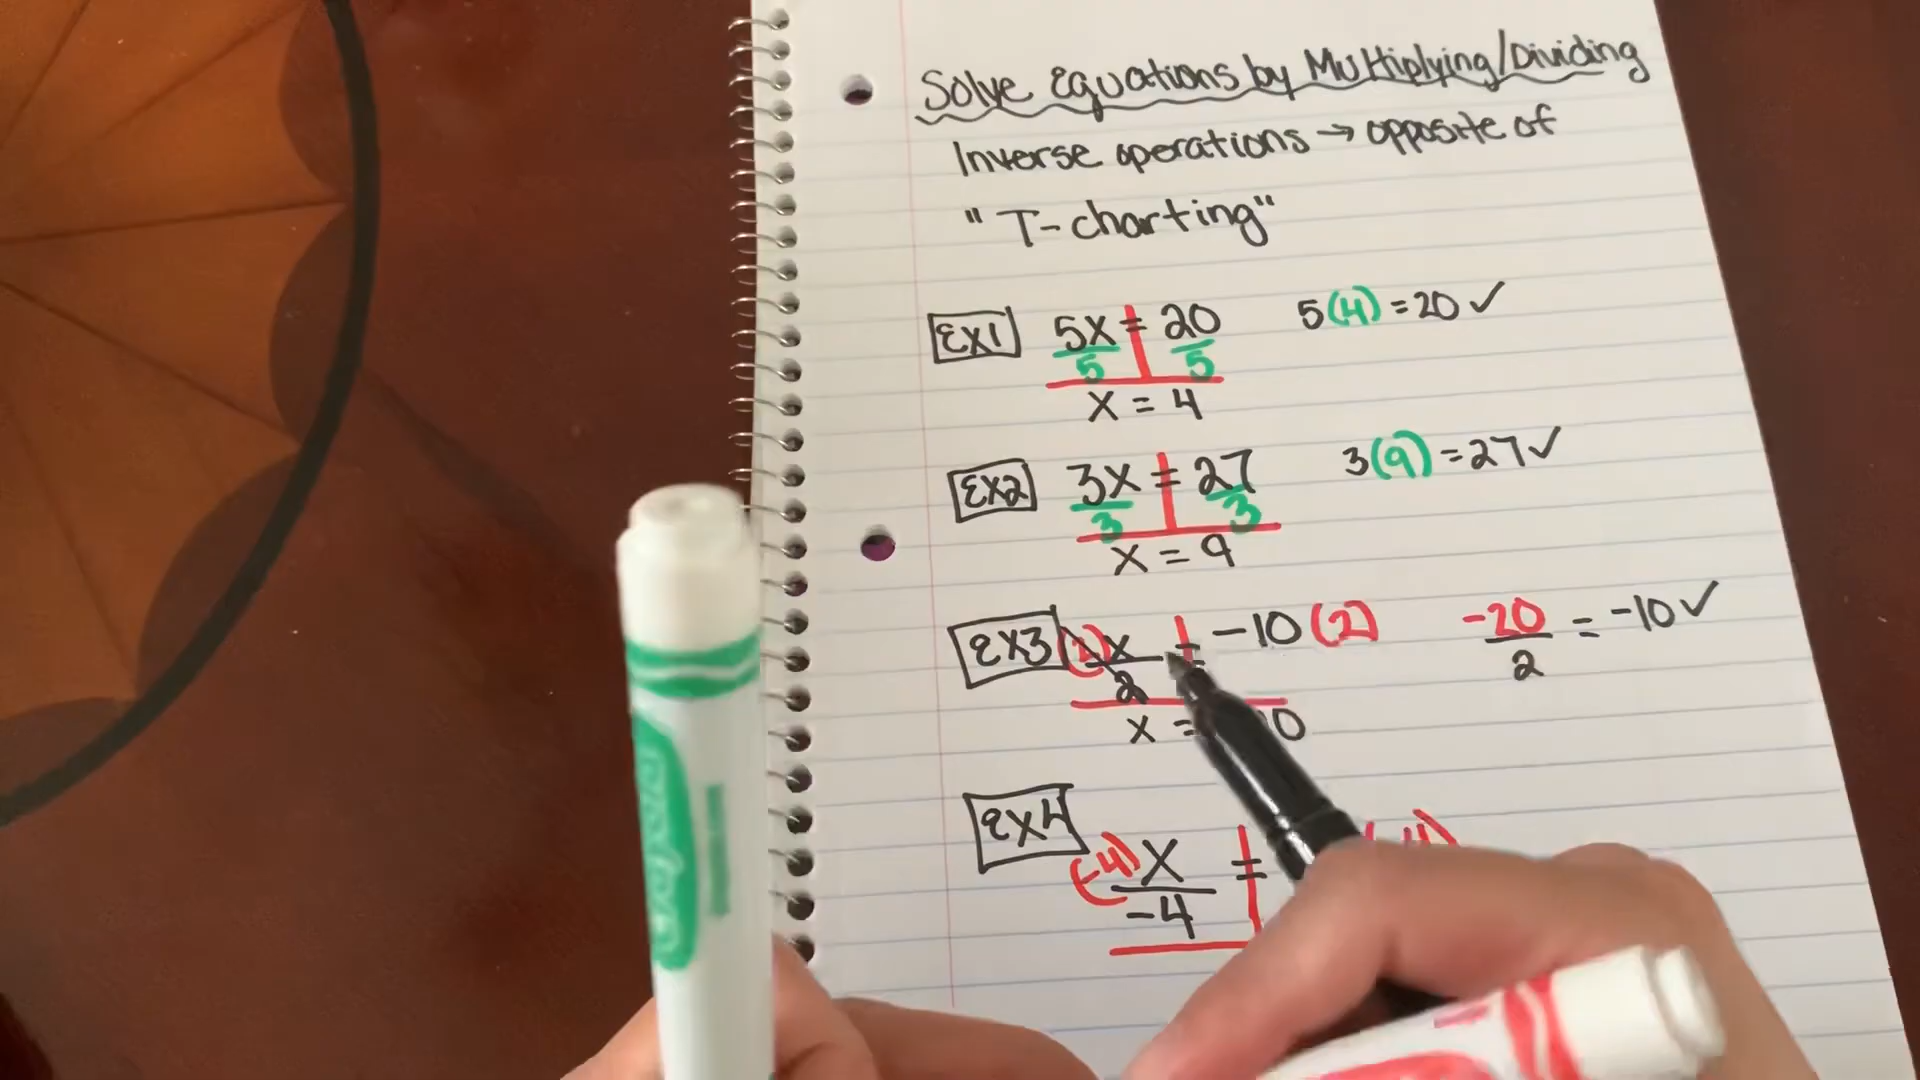 Solve Equations by Multiplying/Dividing
Inverse operations → opposite of
"T-charting"
EX1 5x = 20 5(4) = 20 ✓
5 5
x = 4
EX2 3x = 27 3(9) = 27 ✓
3 3
x = 9
EX3 (2) x = -10 (2) -20 = -10 ✓
2 2
x = 0
EX4
(-4) x =
-4